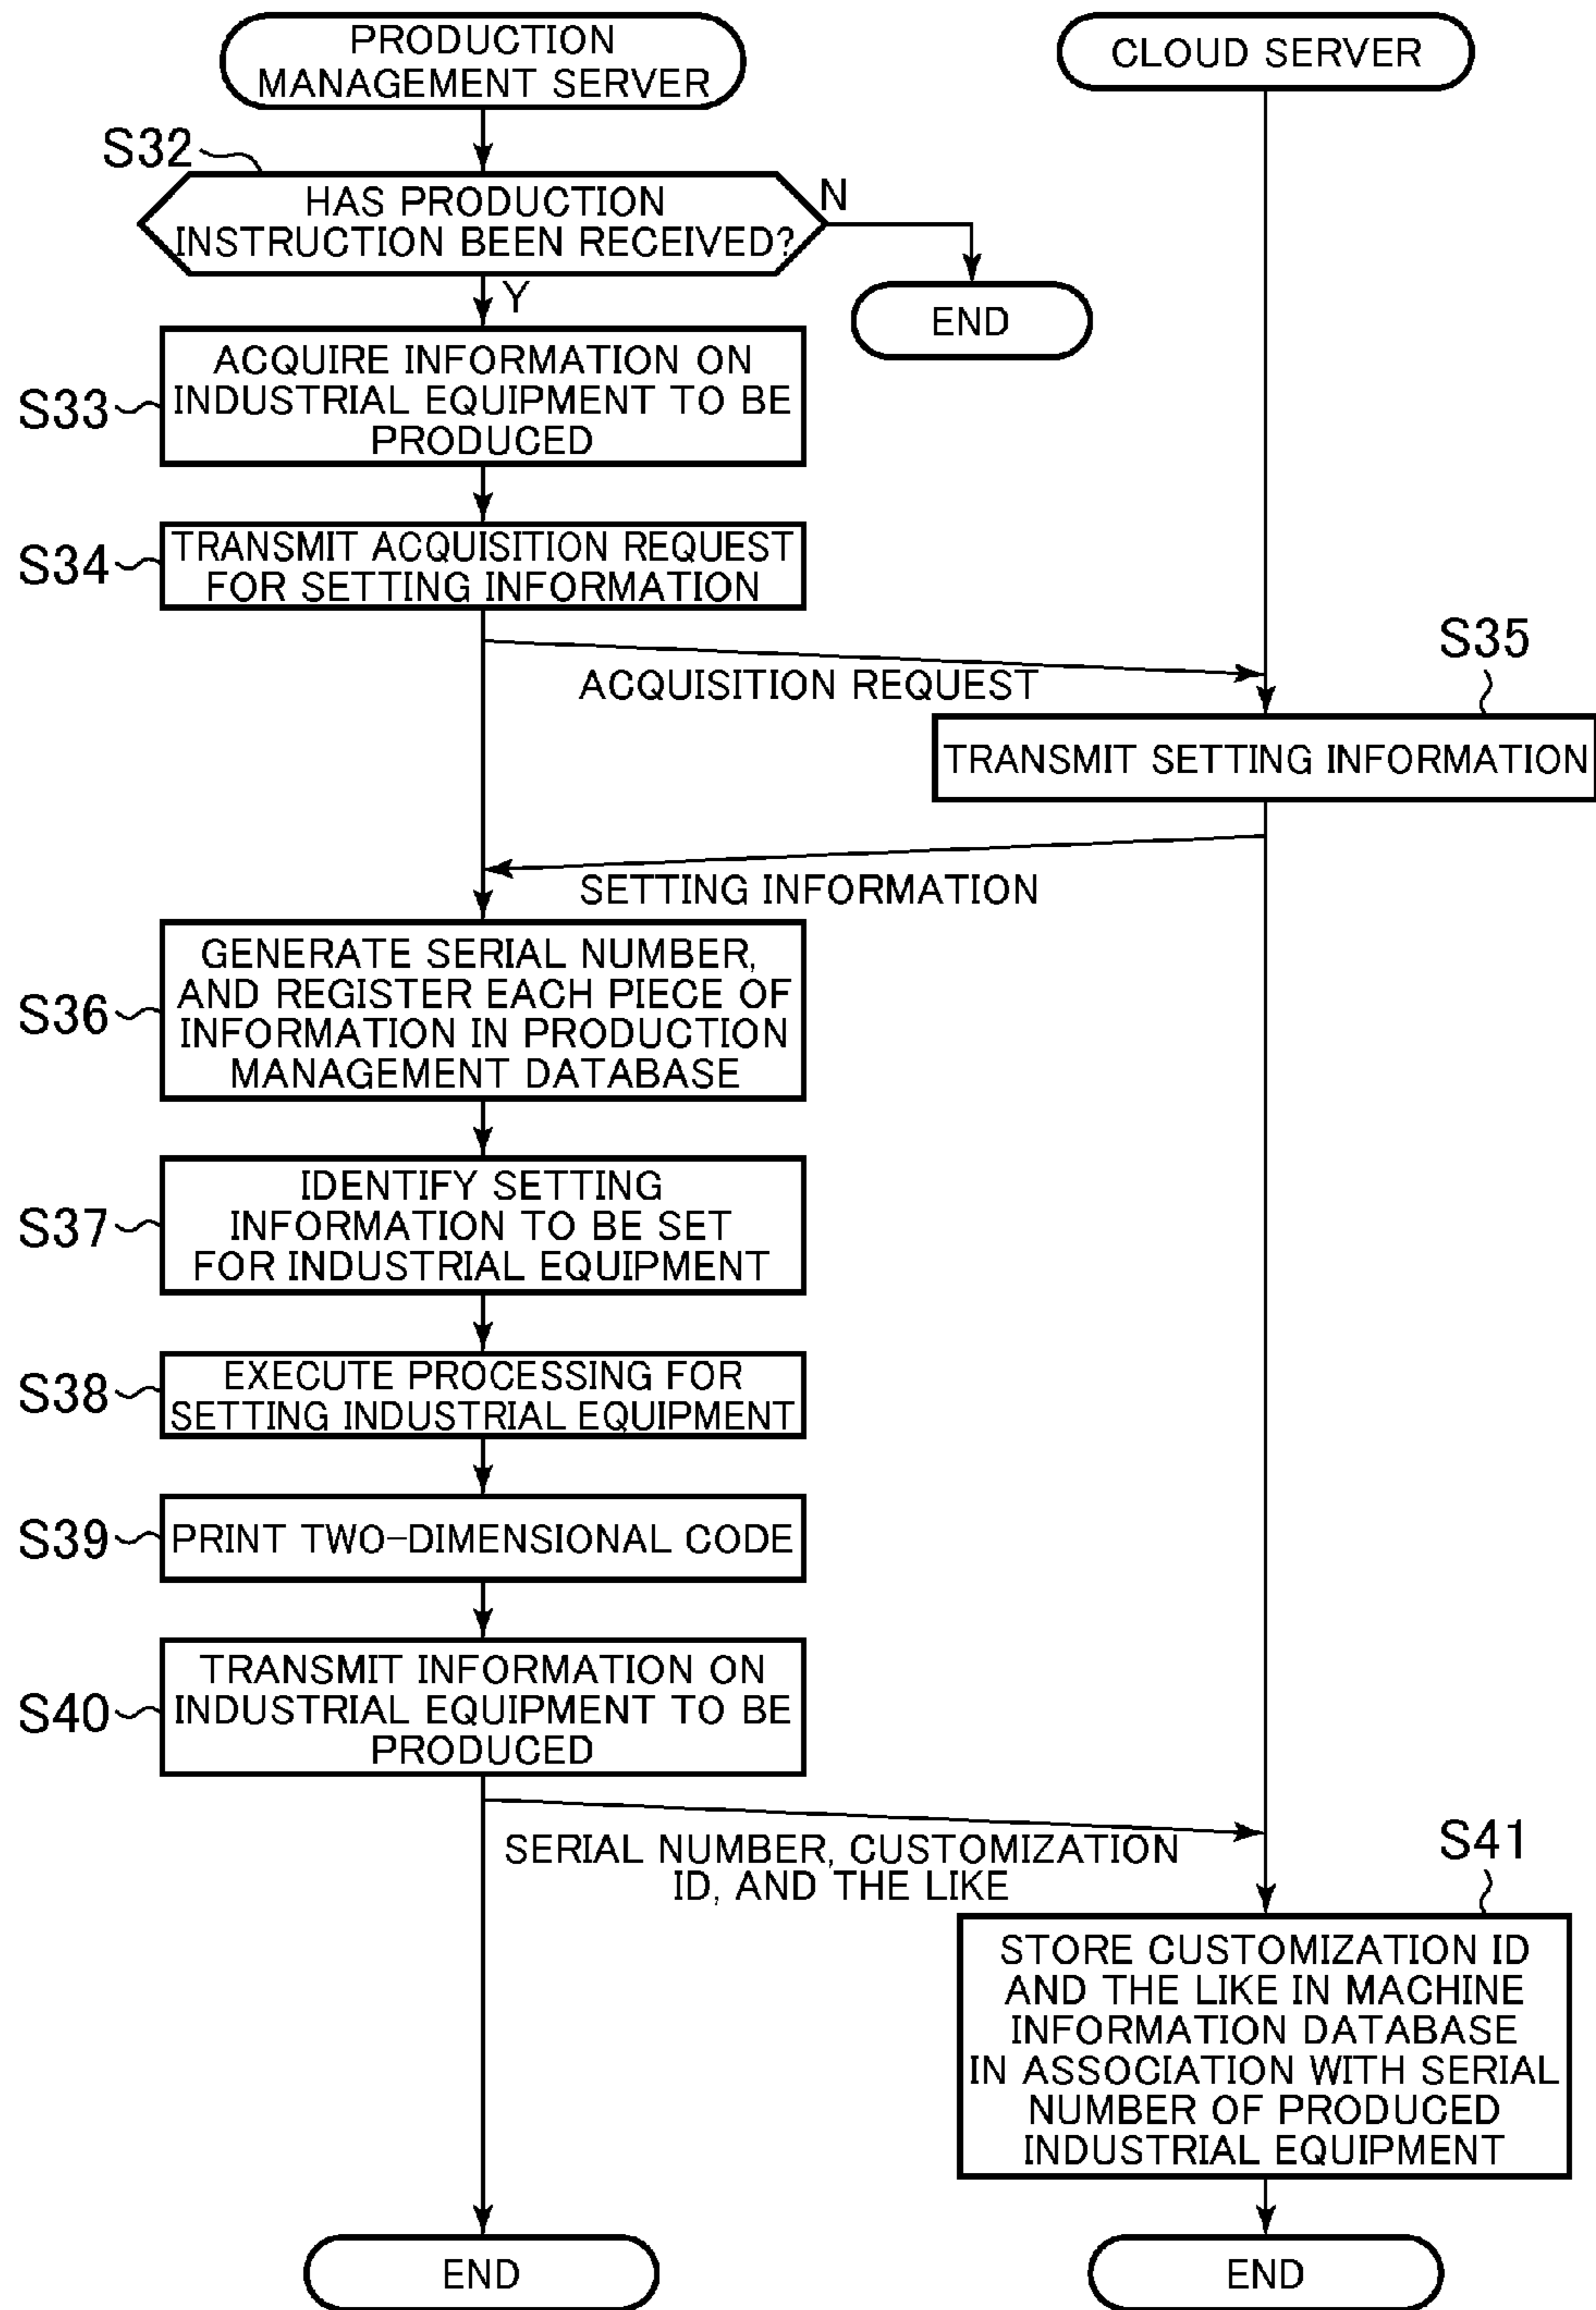 PRODUCTION
MANAGEMENT SERVER
CLOUD SERVER
S32
HAS PRODUCTION
INSTRUCTION BEEN RECEIVED?
N
END
Y
S33
ACQUIRE INFORMATION ON
INDUSTRIAL EQUIPMENT TO BE
PRODUCED
S34
TRANSMIT ACQUISITION REQUEST
FOR SETTING INFORMATION
ACQUISITION REQUEST
S35
TRANSMIT SETTING INFORMATION
SETTING INFORMATION
S36
GENERATE SERIAL NUMBER,
AND REGISTER EACH PIECE OF
INFORMATION IN PRODUCTION
MANAGEMENT DATABASE
S37
IDENTIFY SETTING
INFORMATION TO BE SET
FOR INDUSTRIAL EQUIPMENT
S38
EXECUTE PROCESSING FOR
SETTING INDUSTRIAL EQUIPMENT
S39
PRINT TWO-DIMENSIONAL CODE
S40
TRANSMIT INFORMATION ON
INDUSTRIAL EQUIPMENT TO BE
PRODUCED
SERIAL NUMBER, CUSTOMIZATION
ID, AND THE LIKE
S41
STORE CUSTOMIZATION ID
AND THE LIKE IN MACHINE
INFORMATION DATABASE
IN ASSOCIATION WITH SERIAL
NUMBER OF PRODUCED
INDUSTRIAL EQUIPMENT
END
END